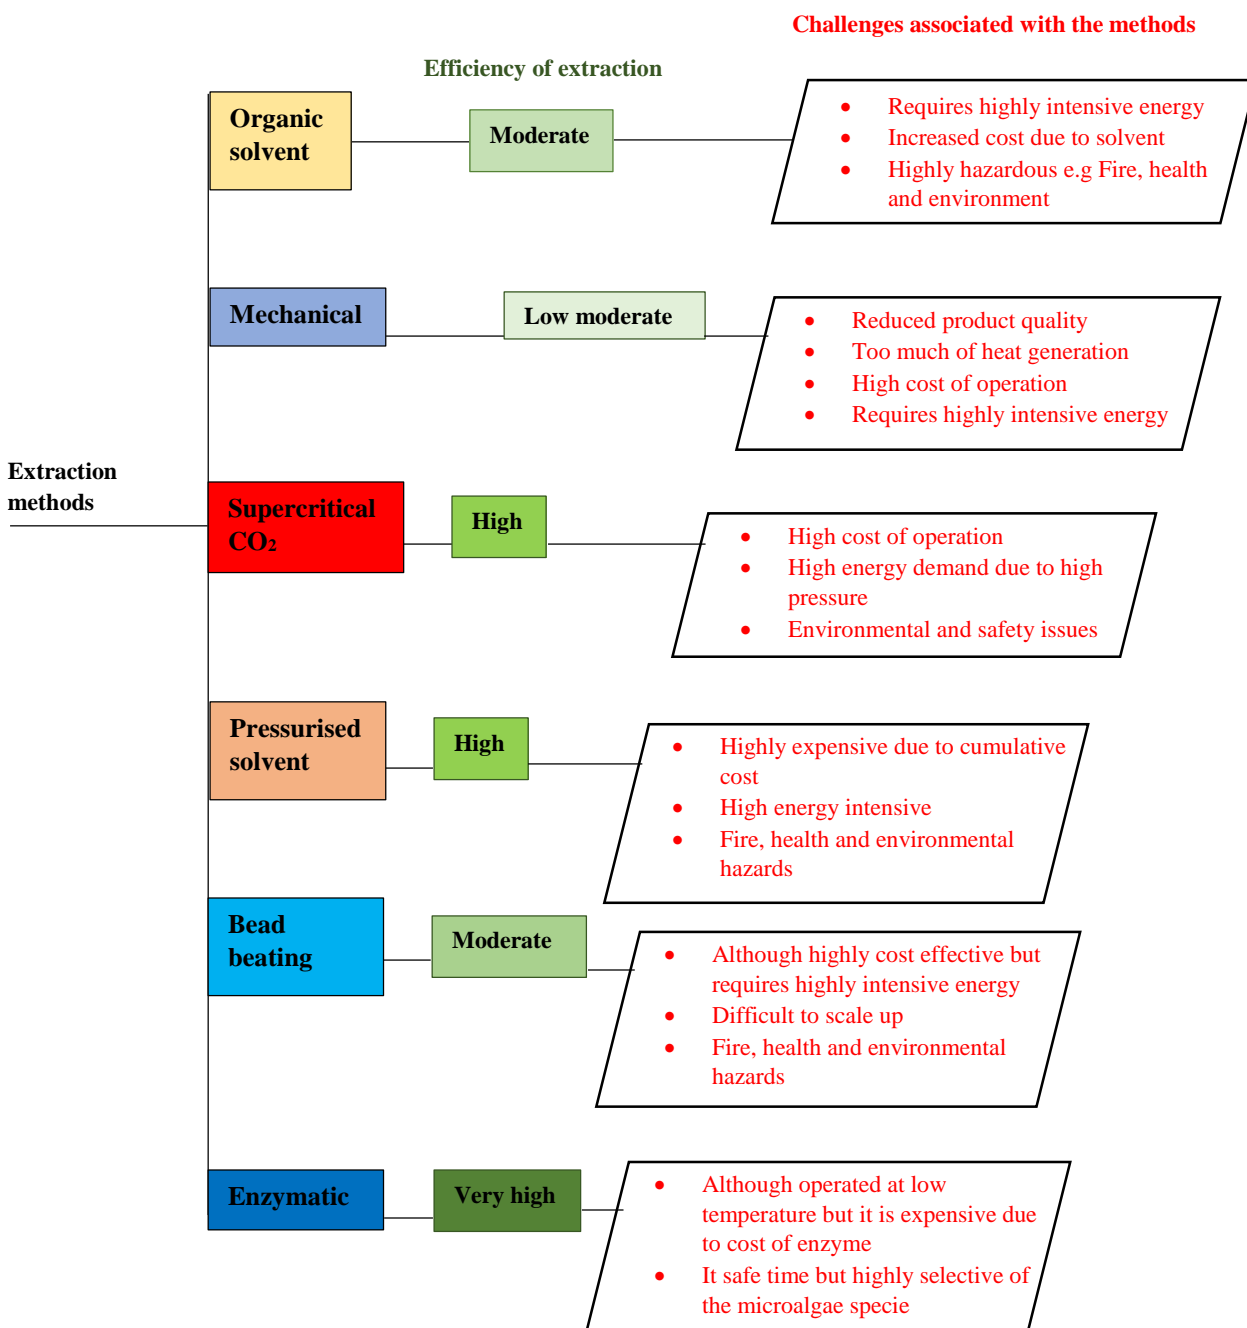 Challenges associated with the methods
Efficiency of extraction
Organic
solvent
Moderate
• Requires highly intensive energy
• Increased cost due to solvent
• Highly hazardous e.g Fire, health
and environment
Mechanical
Low moderate
• Reduced product quality
• Too much of heat generation
• High cost of operation
• Requires highly intensive energy
Extraction
methods
Supercritical
CO₂
High
• High cost of operation
• High energy demand due to high
pressure
• Environmental and safety issues
Pressurised
solvent
High
• Highly expensive due to cumulative
cost
• High energy intensive
• Fire, health and environmental
hazards
Bead
beating
Moderate
• Although highly cost effective but
requires highly intensive energy
• Difficult to scale up
• Fire, health and environmental
hazards
Enzymatic
Very high
• Although operated at low
temperature but it is expensive due
to cost of enzyme
• It safe time but highly selective of
the microalgae specie